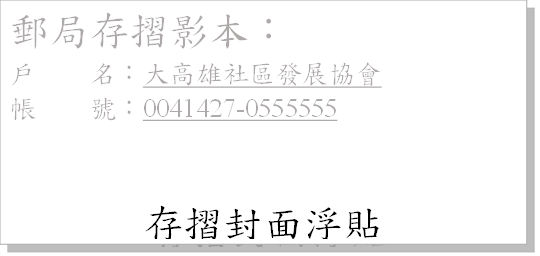 郵局存摺影本：
戶　　名：大高雄社區發展協會
帳　　號：0041427-0555555
存摺封面浮貼